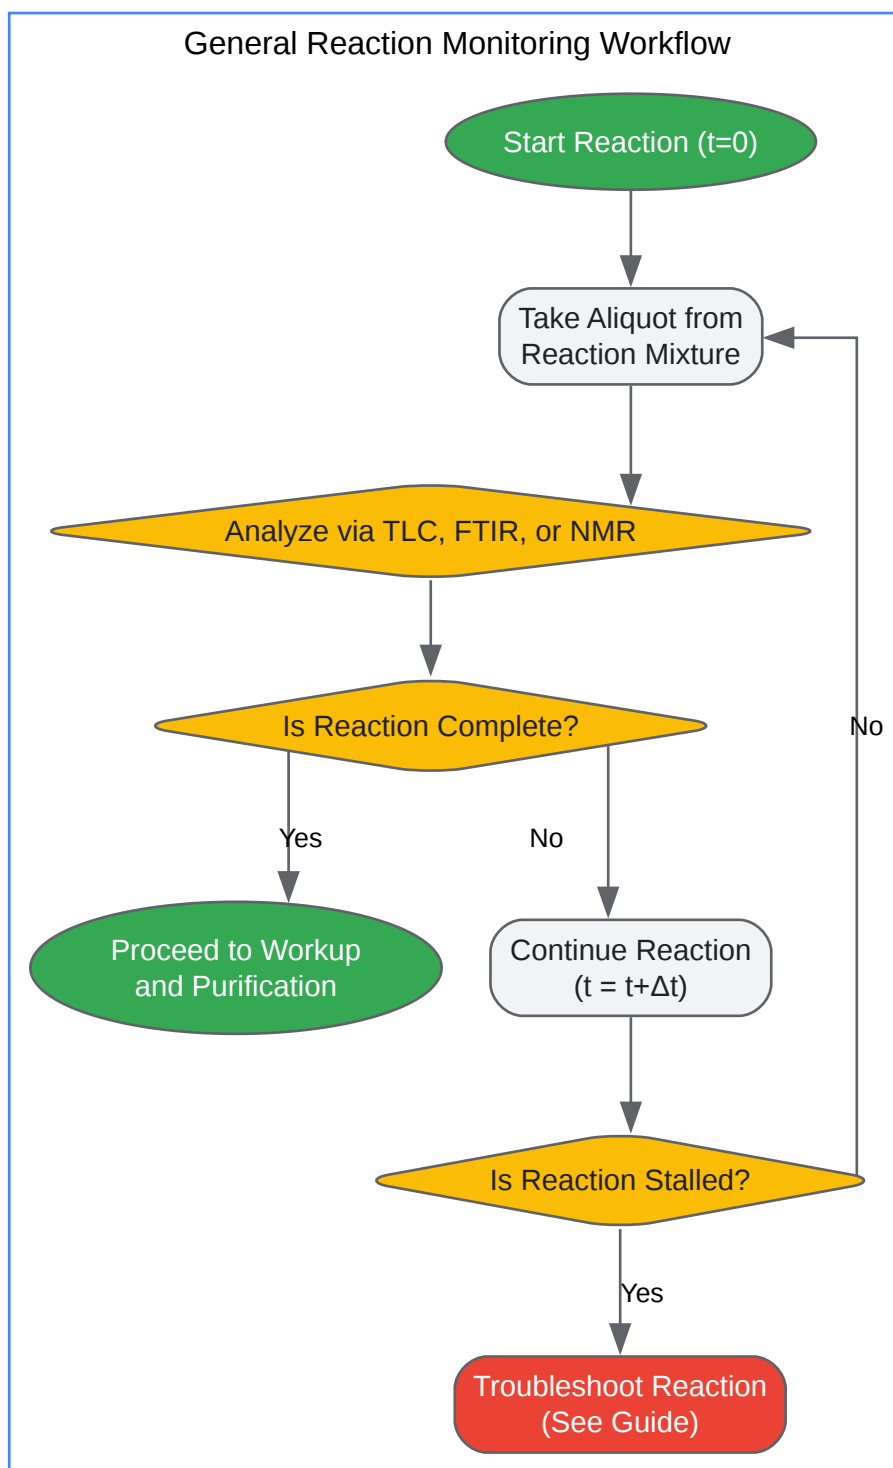 General Reaction Monitoring Workflow
Start Reaction (t=0)
Take Aliquot from
Reaction Mixture
Analyze via TLC, FTIR, or NMR
Is Reaction Complete?
No
Yes
No
Proceed to Workup
and Purification
Continue Reaction
(t = t+Δt)
Is Reaction Stalled?
Yes
Troubleshoot Reaction
(See Guide)